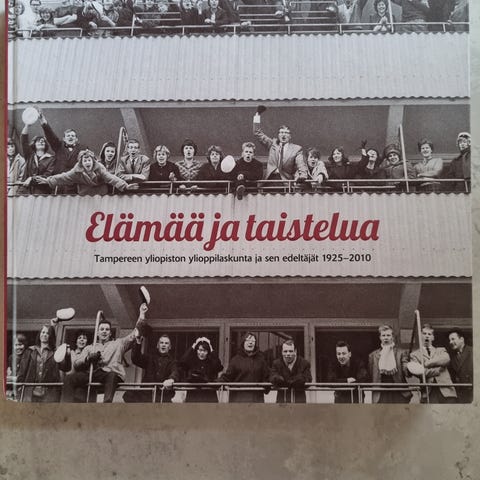 Elämää ja taistelua
Tampereen yliopiston ylioppilaskunta ja sen edeltäjät 1925–2010